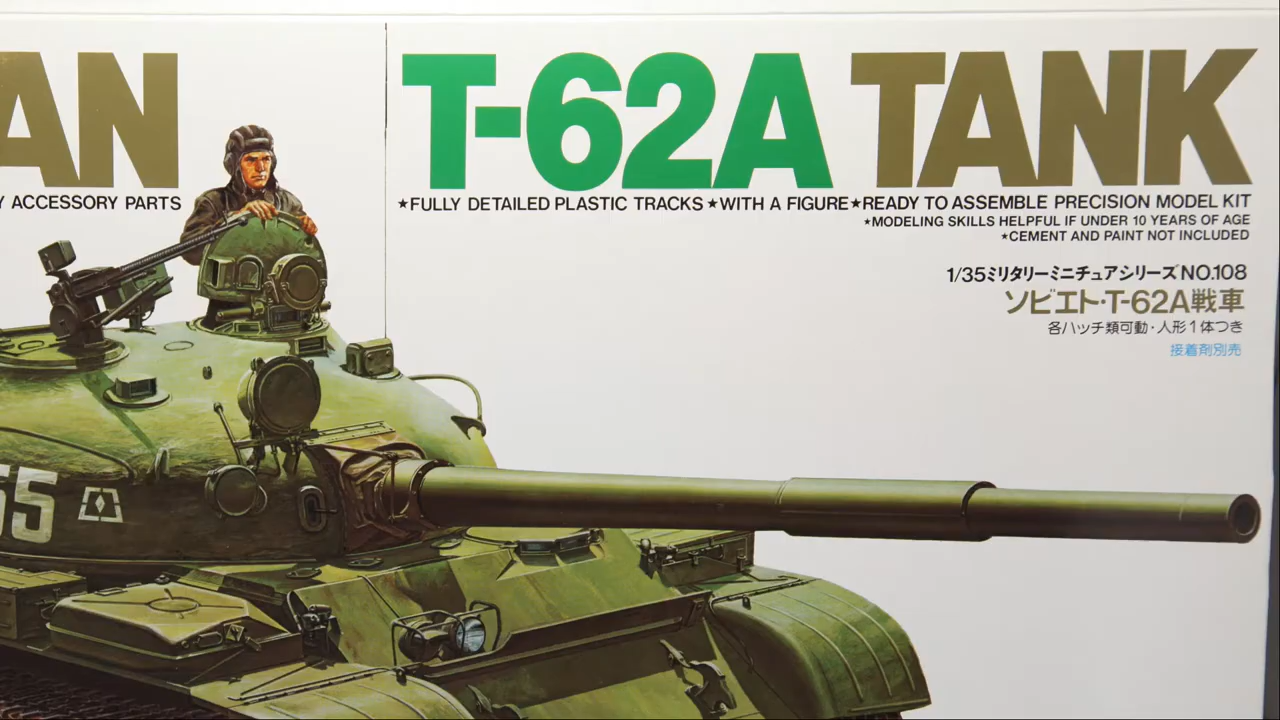 AN
Y ACCESSORY PARTS
T-62A TANK
★FULLY DETAILED PLASTIC TRACKS ★WITH A FIGURE★READY TO ASSEMBLE PRECISION MODEL KIT
★MODELING SKILLS HELPFUL IF UNDER 10 YEARS OF AGE
★CEMENT AND PAINT NOT INCLUDED
1/35ミリタリーミニチュアシリーズ NO.108
ソビエト・T-62A戦車
各ハッチ類可動・人形1体つき
接着剤別売
55